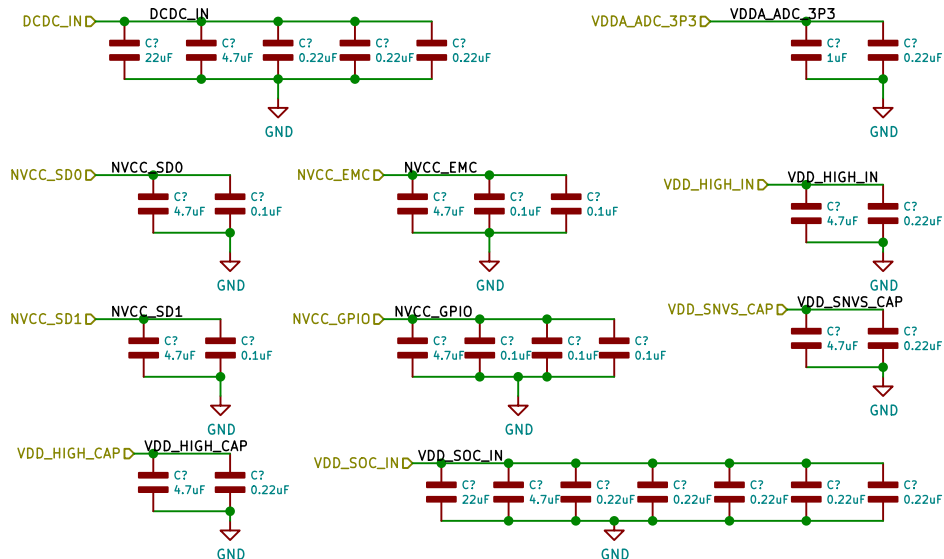 DCDC_IN
DCDC_IN
C? C? C? C? C?
22uF 4.7uF 0.22uF 0.22uF 0.22uF
GND
VDDA_ADC_3P3
VDDA_ADC_3P3
C? C?
1uF 0.22uF
GND
NVCC_SD0
NVCC_SD0
C? C?
4.7uF 0.1uF
GND
NVCC_EMC
NVCC_EMC
C? C? C?
4.7uF 0.1uF 0.1uF
GND
VDD_HIGH_IN
VDD_HIGH_IN
C? C?
4.7uF 0.22uF
GND
NVCC_SD1
NVCC_SD1
C? C?
4.7uF 0.1uF
GND
NVCC_GPIO
NVCC_GPIO
C? C? C? C?
4.7uF 0.1uF 0.1uF 0.1uF
GND
VDD_SNVS_CAP
VDD_SNVS_CAP
C? C?
4.7uF 0.22uF
GND
VDD_HIGH_CAP
VDD_HIGH_CAP
C? C?
4.7uF 0.22uF
GND
VDD_SOC_IN
VDD_SOC_IN
C? C? C? C? C? C? C?
22uF 4.7uF 0.22uF 0.22uF 0.22uF 0.22uF 0.22uF
GND